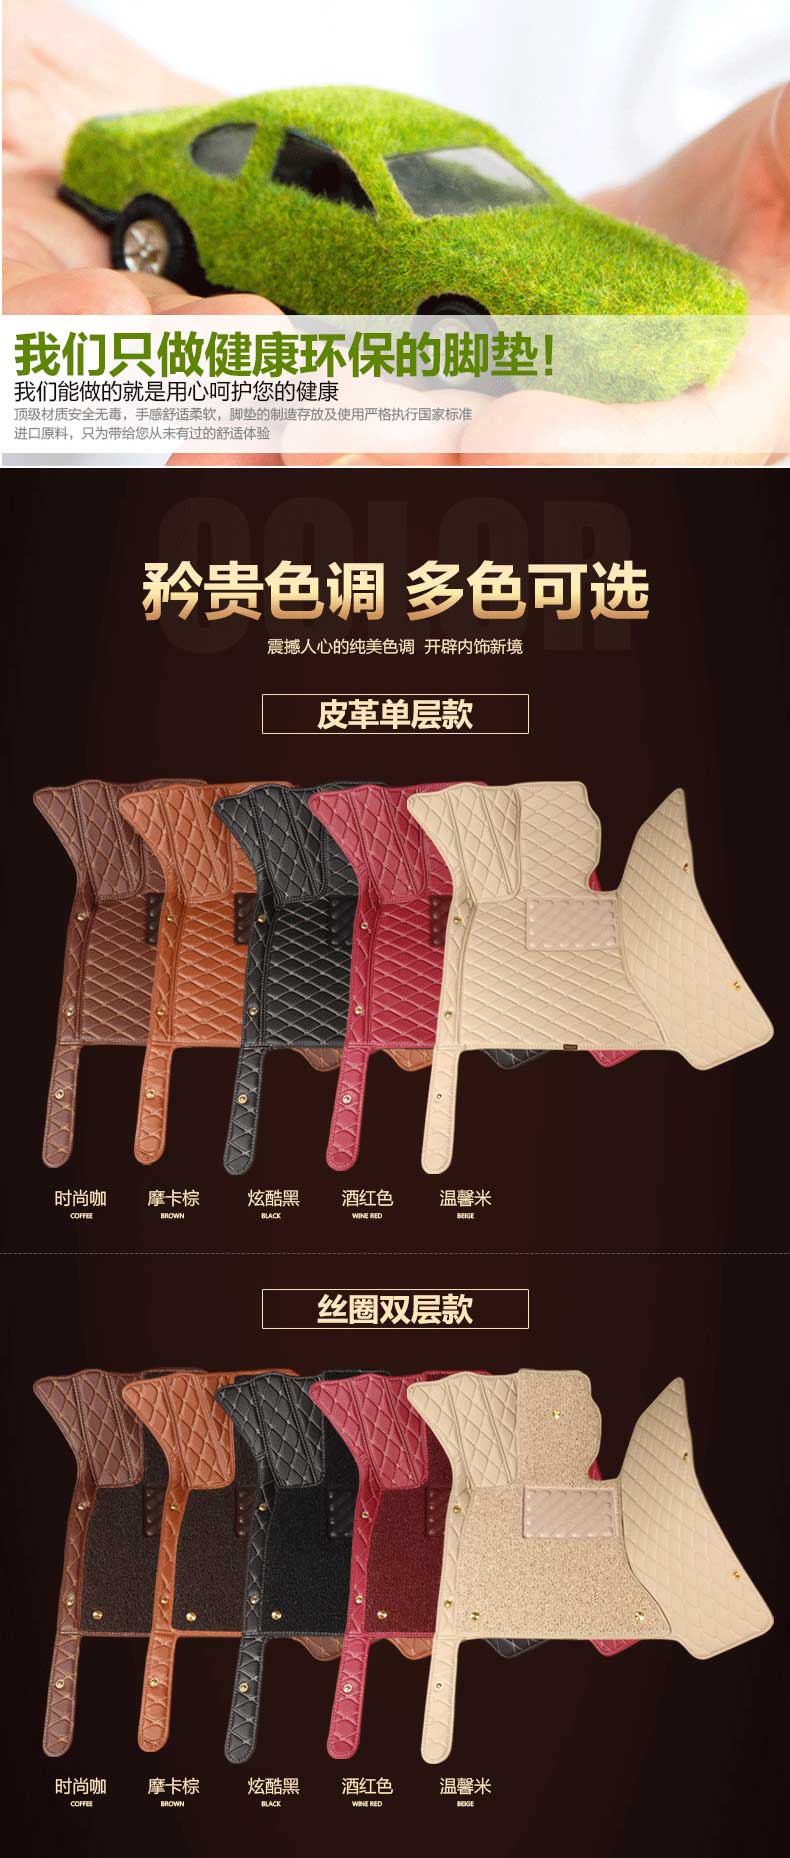 我们只做健康环保的脚垫!
我们能做的就是用心呵护您的健康
顶级材质安全无毒，手感舒适柔软，脚垫的制造存放及使用严格执行国家标准
进口原料，只为带给您从未有过的舒适体验
COLOR
矜贵色调 多色可选
震撼人心的纯美色调 开辟内饰新境
皮革单层款
时尚咖 摩卡棕 炫酷黑 酒红色 温馨米
COFFEE BROWN BLACK WINE RED BEIGE
丝圈双层款
时尚咖 摩卡棕 炫酷黑 酒红色 温馨米
COFFEE BROWN BLACK WINE RED BEIGE